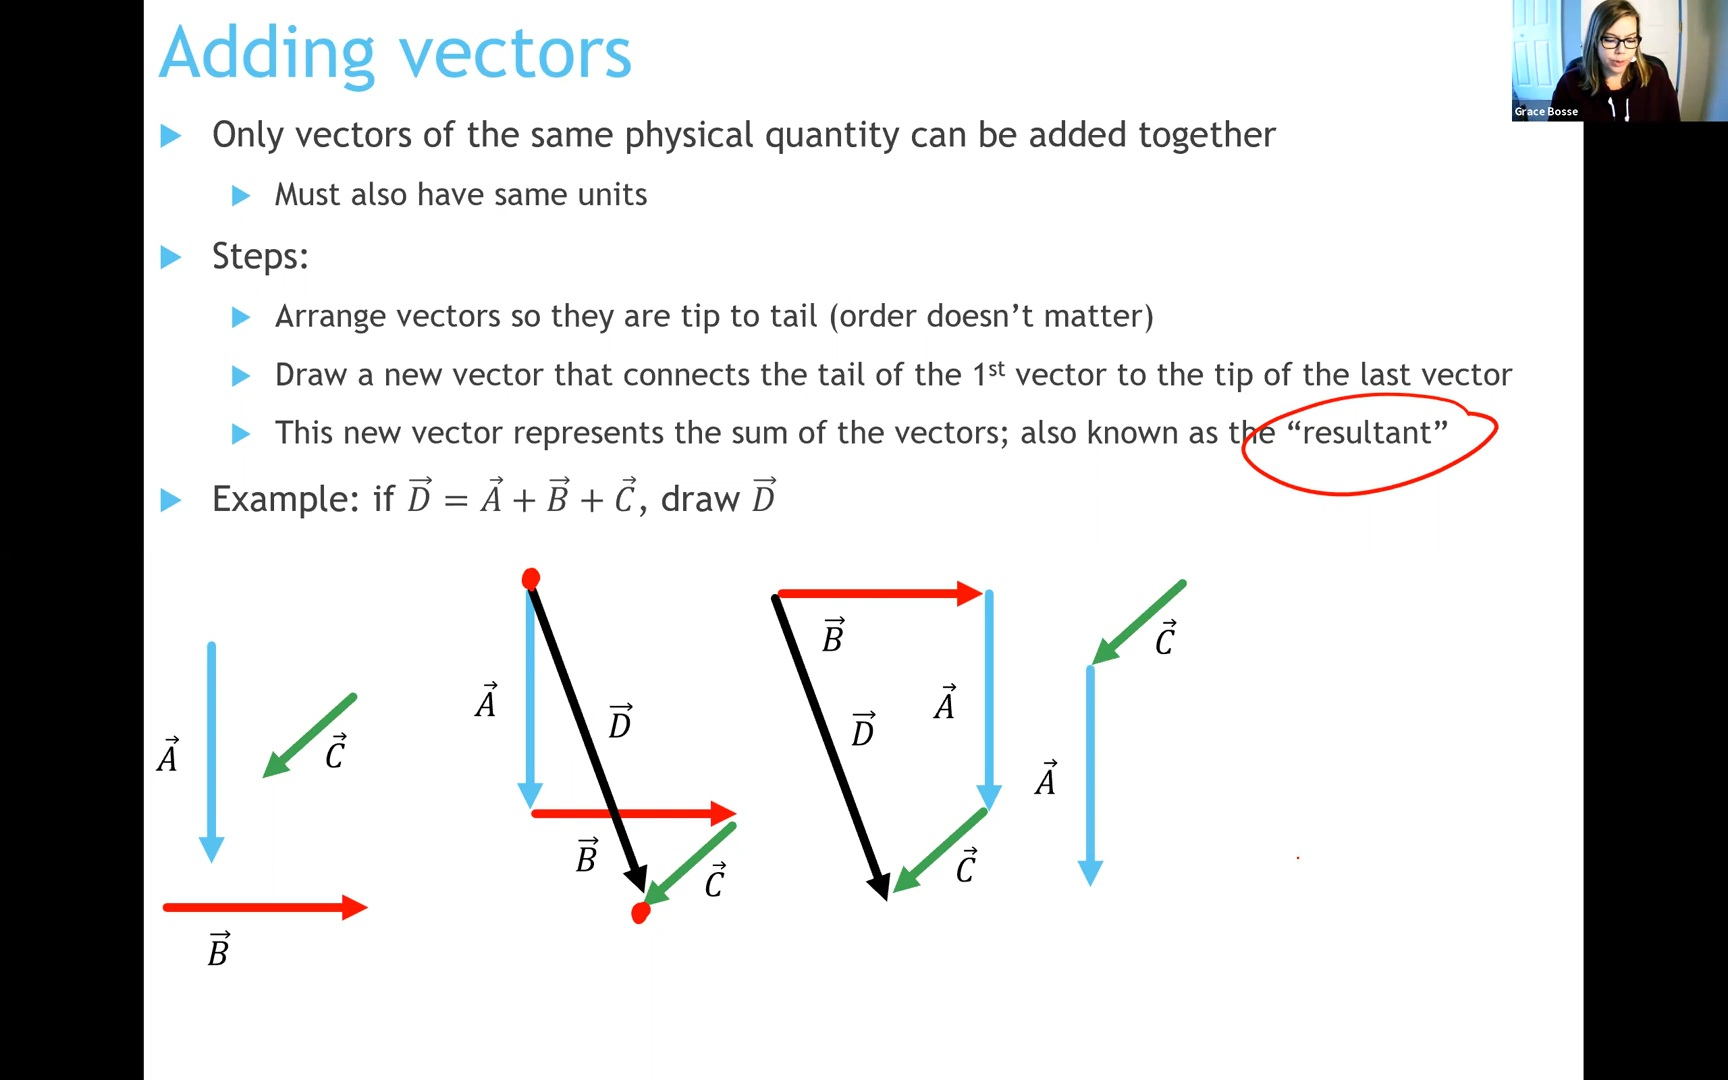 Adding vectors
Grace Bosse
Only vectors of the same physical quantity can be added together
Must also have same units
Steps:
Arrange vectors so they are tip to tail (order doesn’t matter)
Draw a new vector that connects the tail of the 1st vector to the tip of the last vector
This new vector represents the sum of the vectors; also known as the “resultant”
Example: if D⃗ = A⃗ + B⃗ + C⃗, draw D⃗
A⃗
C⃗
B⃗
A⃗
D⃗
B⃗
C⃗
B⃗
A⃗
D⃗
C⃗
C⃗
A⃗